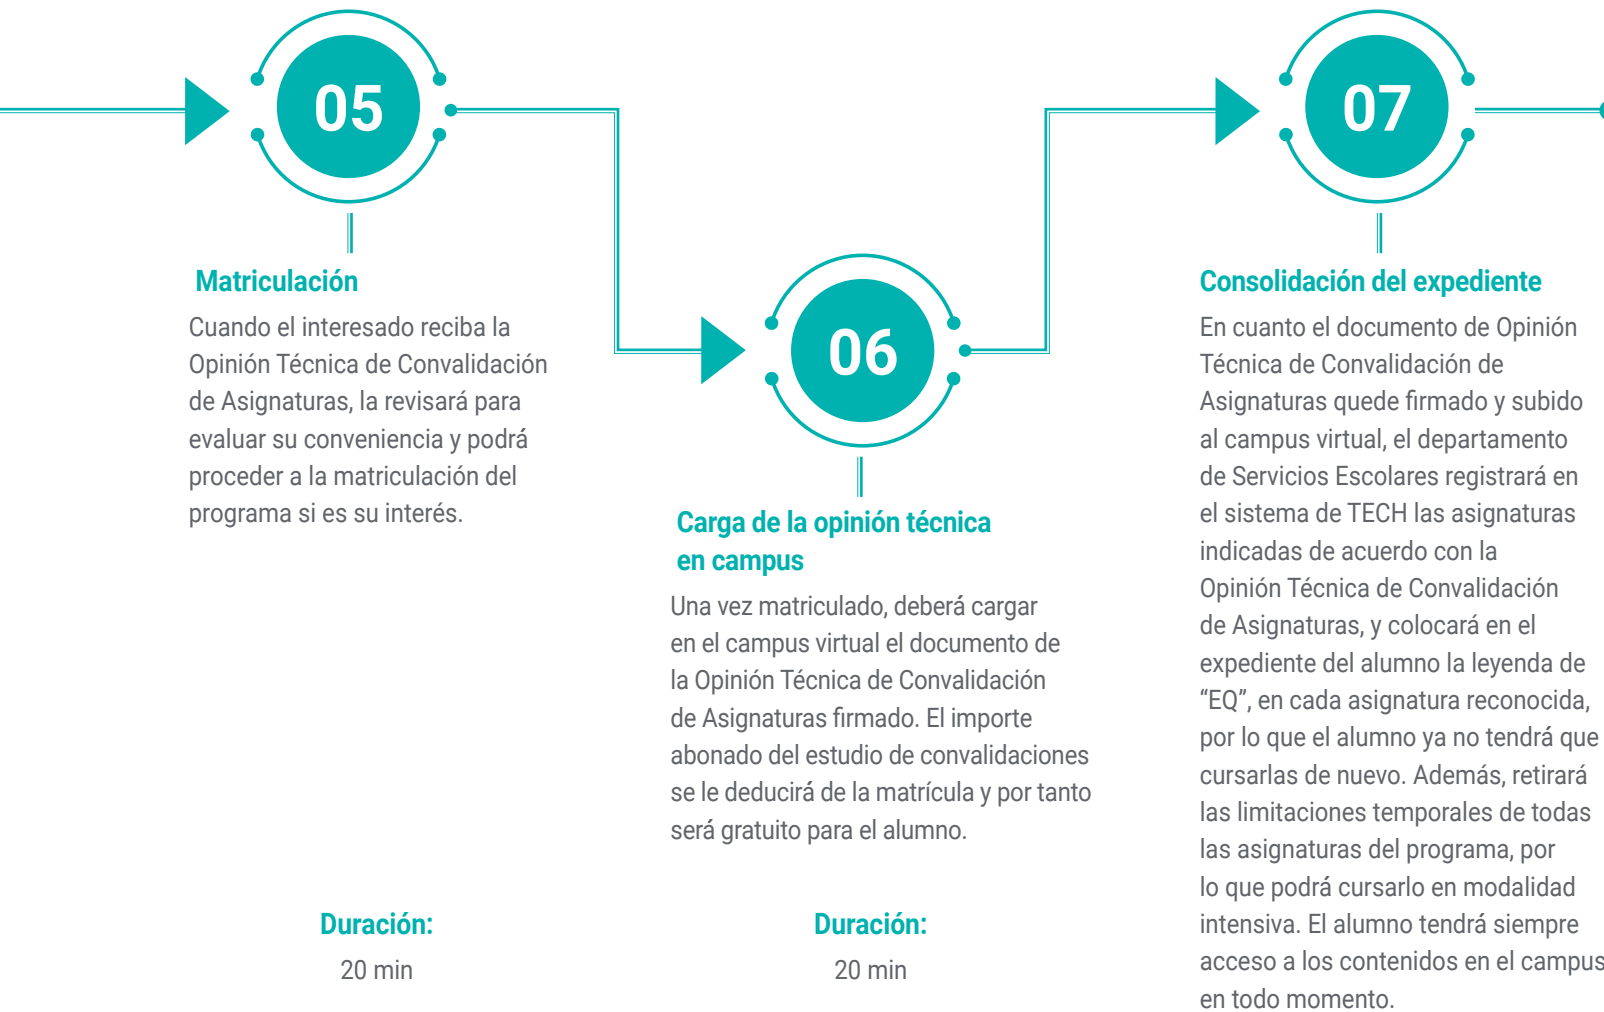 05
Matriculación
Cuando el interesado reciba la
Opinión Técnica de Convalidación
de Asignaturas, la revisará para
evaluar su conveniencia y podrá
proceder a la matriculación del
programa si es su interés.
Duración:
20 min
06
Carga de la opinión técnica
en campus
Una vez matriculado, deberá cargar
en el campus virtual el documento de
la Opinión Técnica de Convalidación
de Asignaturas firmado. El importe
abonado del estudio de convalidaciones
se le deducirá de la matrícula y por tanto
será gratuito para el alumno.
Duración:
20 min
07
Consolidación del expediente
En cuanto el documento de Opinión
Técnica de Convalidación de
Asignaturas quede firmado y subido
al campus virtual, el departamento
de Servicios Escolares registrará en
el sistema de TECH las asignaturas
indicadas de acuerdo con la
Opinión Técnica de Convalidación
de Asignaturas, y colocará en el
expediente del alumno la leyenda de
“EQ”, en cada asignatura reconocida,
por lo que el alumno ya no tendrá que
cursarlas de nuevo. Además, retirará
las limitaciones temporales de todas
las asignaturas del programa, por
lo que podrá cursarlo en modalidad
intensiva. El alumno tendrá siempre
acceso a los contenidos en el campus
en todo momento.